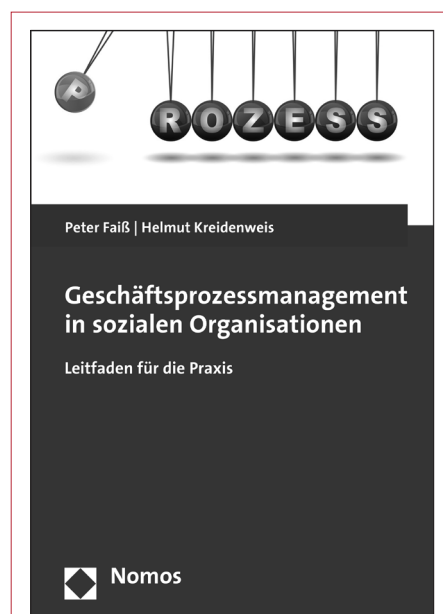 P ROZESS
Peter Faiß | Helmut Kreidenweis
Geschäftsprozessmanagement
in sozialen Organisationen
Leitfaden für die Praxis
Nomos